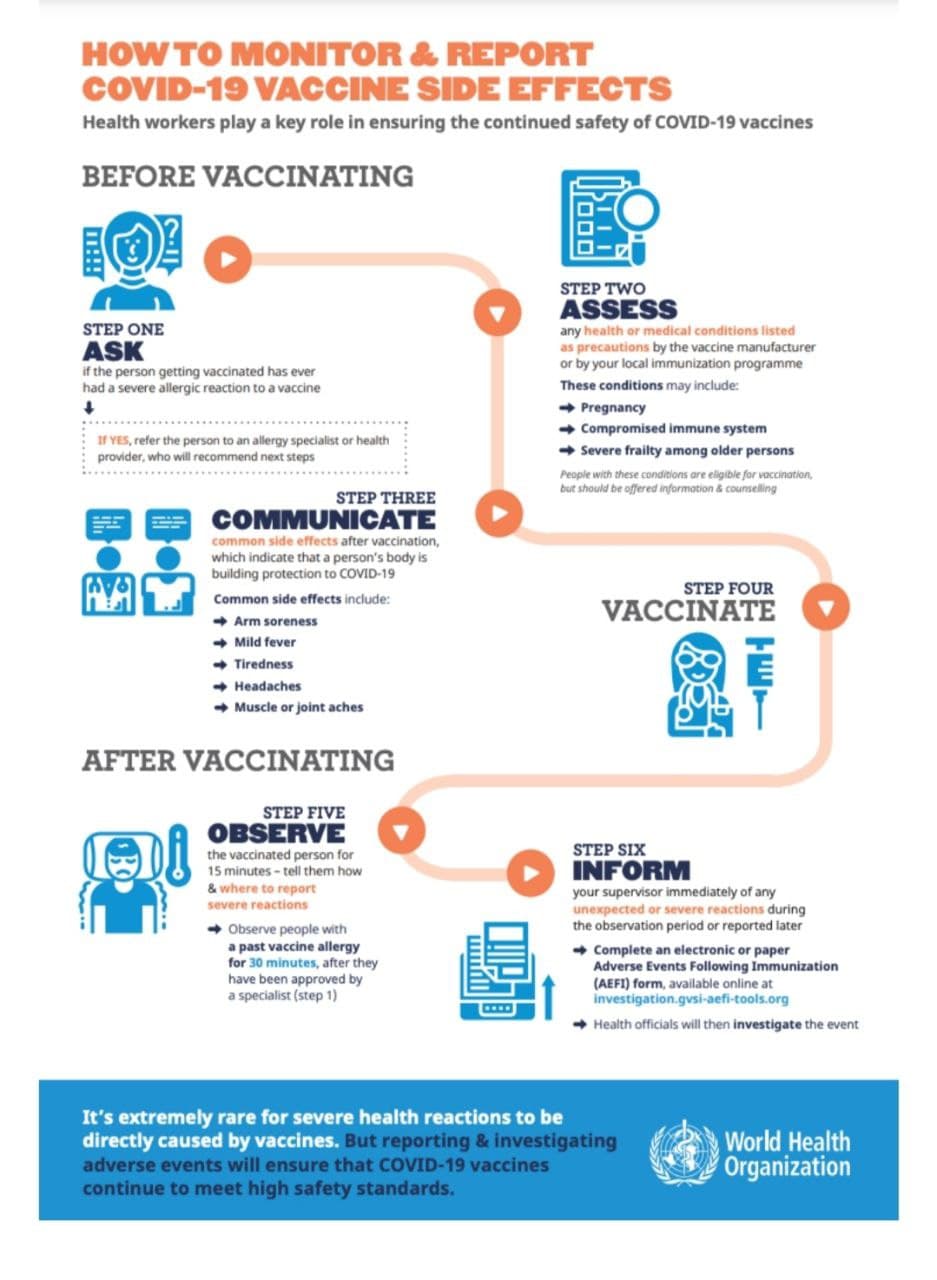 HOW TO MONITOR & REPORT
COVID-19 VACCINE SIDE EFFECTS
Health workers play a key role in ensuring the continued safety of COVID-19 vaccines
BEFORE VACCINATING
?
STEP ONE
ASK
if the person getting vaccinated has ever
had a severe allergic reaction to a vaccine
If YES, refer the person to an allergy specialist or health
provider, who will recommend next steps
STEP TWO
ASSESS
any health or medical conditions listed
as precautions by the vaccine manufacturer
or by your local immunization programme
These conditions may include:
Pregnancy
Compromised immune system
Severe frailty among older persons
People with these conditions are eligible for vaccination,
but should be offered information & counselling
STEP THREE
COMMUNICATE
common side effects after vaccination,
which indicate that a person's body is
building protection to COVID-19
Common side effects include:
Arm soreness
Mild fever
Tiredness
Headaches
Muscle or joint aches
STEP FOUR
VACCINATE
AFTER VACCINATING
STEP FIVE
OBSERVE
the vaccinated person for
15 minutes – tell them how
& where to report
severe reactions
Observe people with
a past vaccine allergy
for 30 minutes, after they
have been approved by
a specialist (step 1)
STEP SIX
INFORM
your supervisor immediately of any
unexpected or severe reactions during
the observation period or reported later
Complete an electronic or paper
Adverse Events Following Immunization
(AEFI) form, available online at
investigation.gvsi-aefi-tools.org
Health officials will then investigate the event
It's extremely rare for severe health reactions to be
directly caused by vaccines. But reporting & investigating
adverse events will ensure that COVID-19 vaccines
continue to meet high safety standards.
World Health
Organization